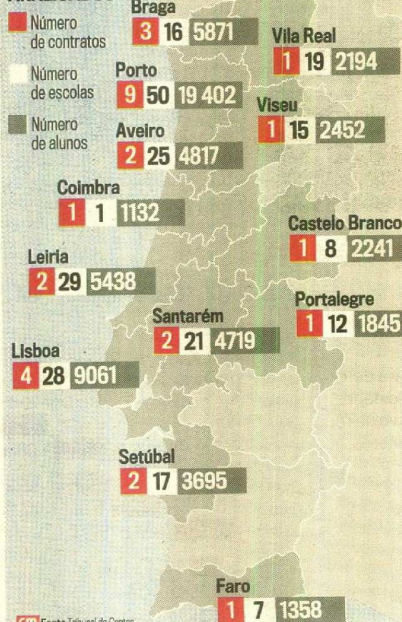 Braga
3 16 5871
Número
de contratos
Vila Real
1 19 2194
Número
de escolas
Porto
9 50 19 402
Viseu
1 15 2452
Número
de alunos
Aveiro
2 25 4817
Coimbra
1 1 1132
Castelo Branco
1 8 2241
Leiria
2 29 5438
Portalegre
1 12 1845
Santarém
2 21 4719
Lisboa
4 28 9061
Setúbal
2 17 3695
Faro
1 7 1358
cm Fonte Tribunal de Contas